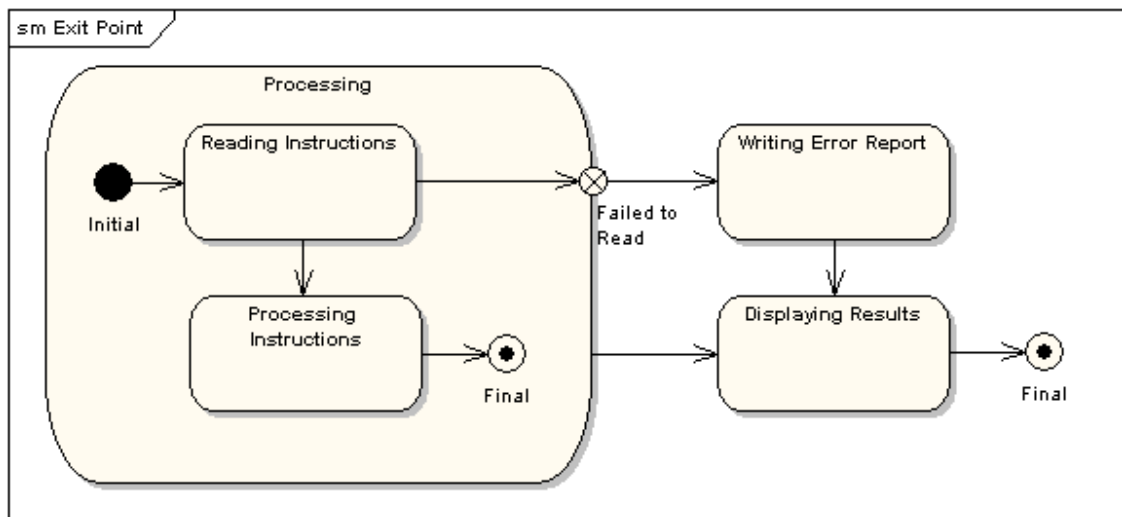 sm Exit Point
Processing
Reading Instructions
Writing Error Report
Initial
Failed to
Read
Processing
Instructions
Displaying Results
Final
Final